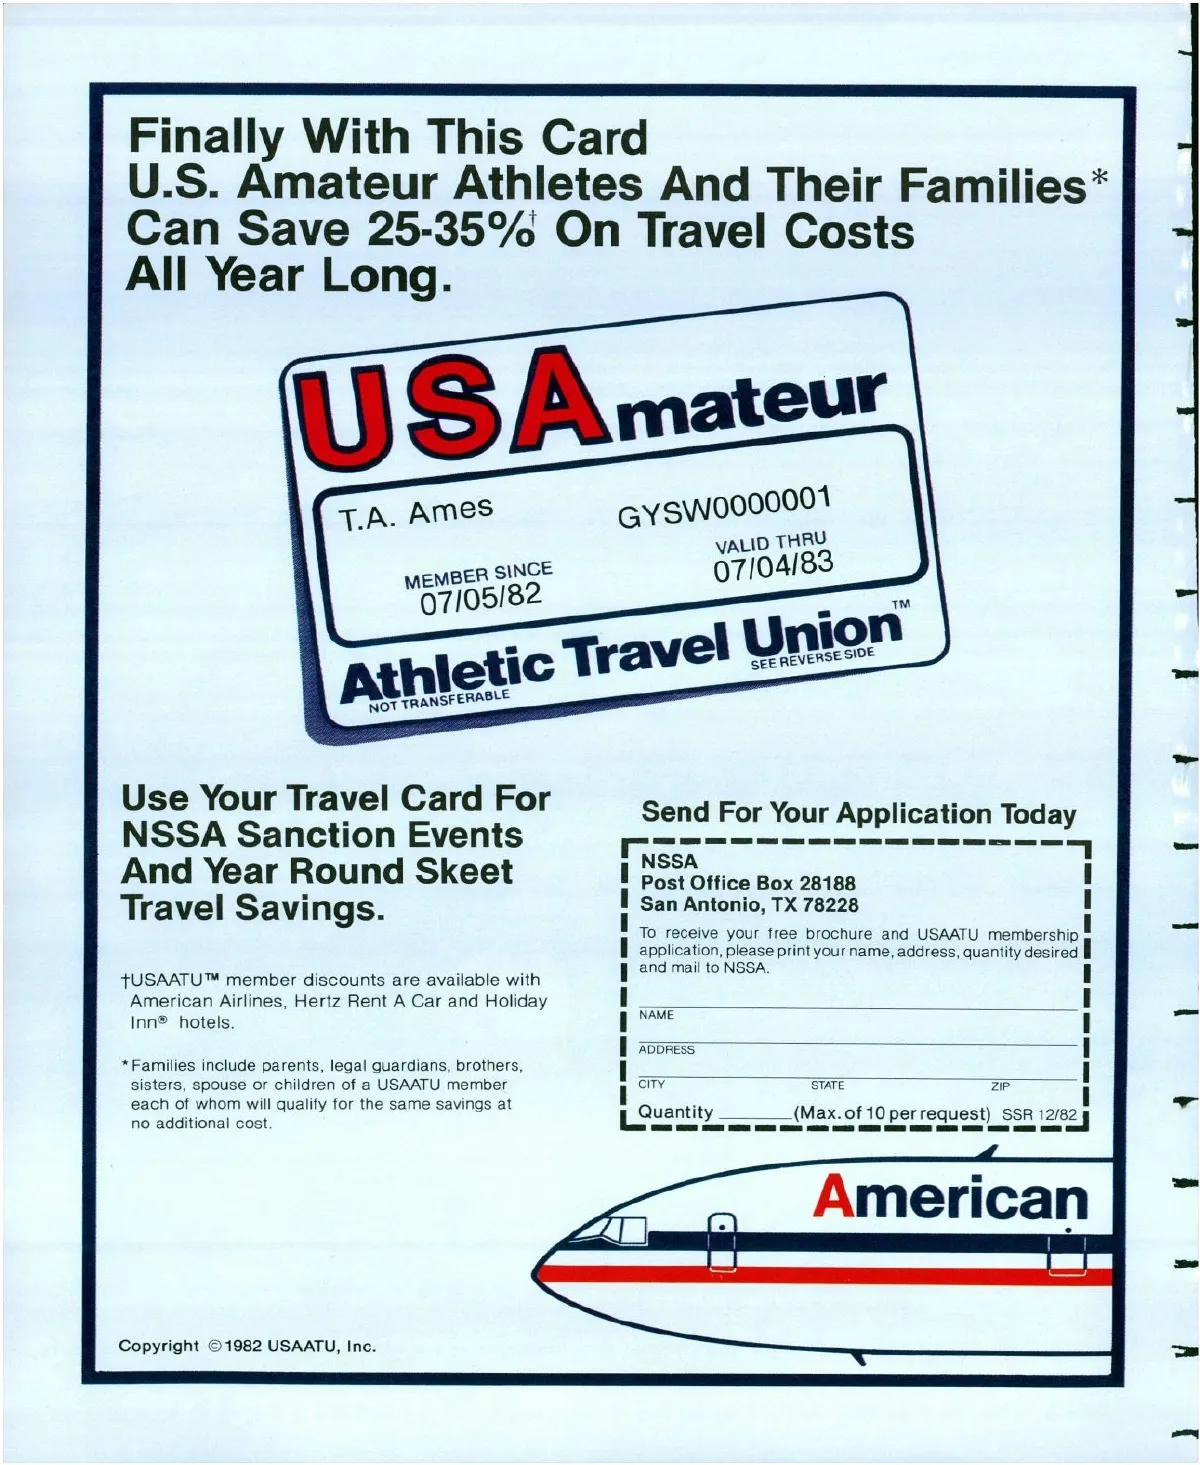 Finally With This Card
U.S. Amateur Athletes And Their Families*
Can Save 25-35%† On Travel Costs
All Year Long.
USAmateur
T.A. Ames
GYSW0000001
MEMBER SINCE
07/05/82
VALID THRU
07/04/83
Athletic Travel Union™
NOT TRANSFERABLE
SEE REVERSE SIDE
Use Your Travel Card For
NSSA Sanction Events
And Year Round Skeet
Travel Savings.
†USAATU™ member discounts are available with
American Airlines, Hertz Rent A Car and Holiday
Inn® hotels.
*Families include parents, legal guardians, brothers,
sisters, spouse or children of a USAATU member
each of whom will qualify for the same savings at
no additional cost.
Send For Your Application Today
NSSA
Post Office Box 28188
San Antonio, TX 78228
To receive your free brochure and USAATU membership
application, please print your name, address, quantity desired
and mail to NSSA.
NAME
ADDRESS
CITY STATE ZIP
Quantity ________ (Max. of 10 per request) SSR 12/82
American
Copyright ©1982 USAATU, Inc.